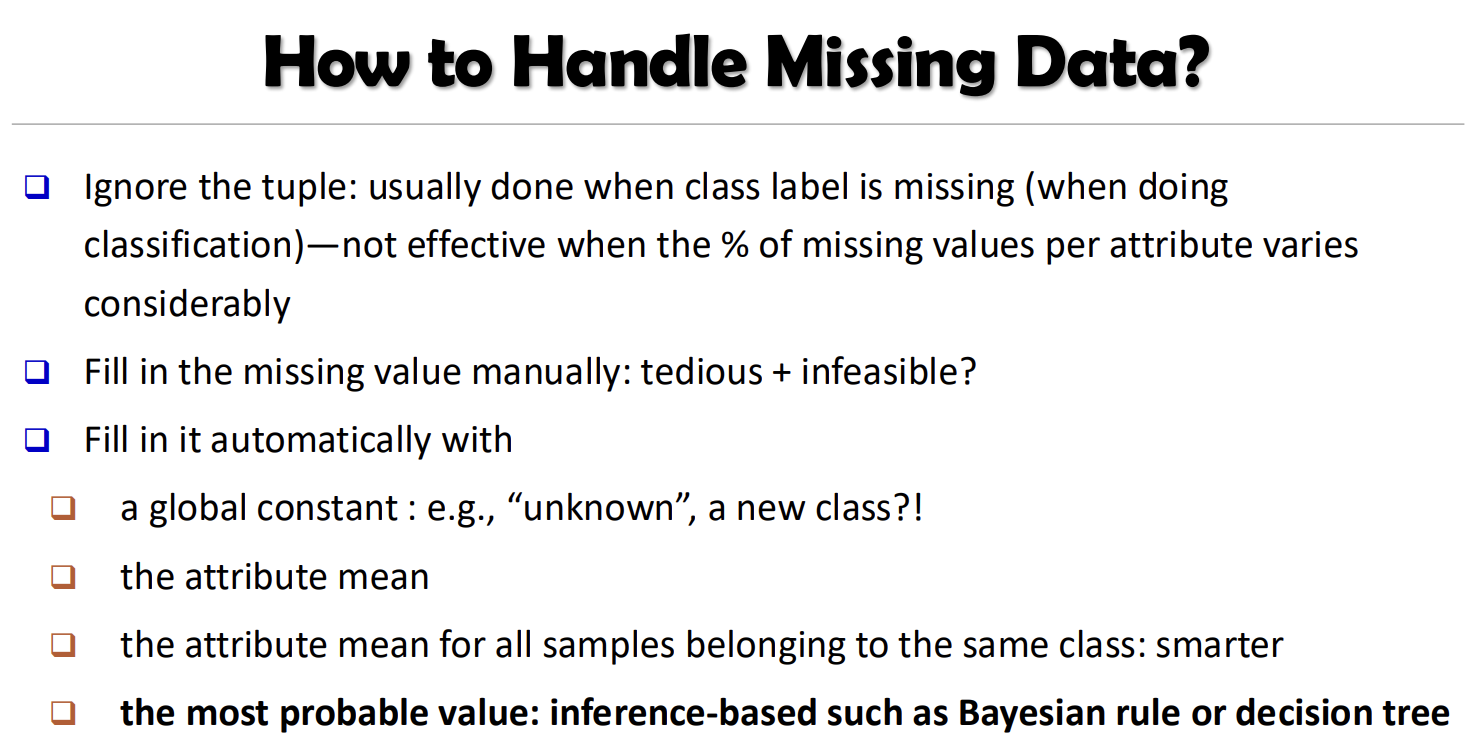 How to Handle Missing Data?
Ignore the tuple: usually done when class label is missing (when doing
classification)—not effective when the % of missing values per attribute varies
considerably
Fill in the missing value manually: tedious + infeasible?
Fill in it automatically with
a global constant : e.g., “unknown”, a new class?!
the attribute mean
the attribute mean for all samples belonging to the same class: smarter
the most probable value: inference-based such as Bayesian rule or decision tree